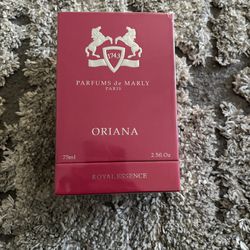 1743
PARFUMS de MARLY
PARIS
ORIANA
75ml 2.5fl.Oz
ROYAL ESSENCE